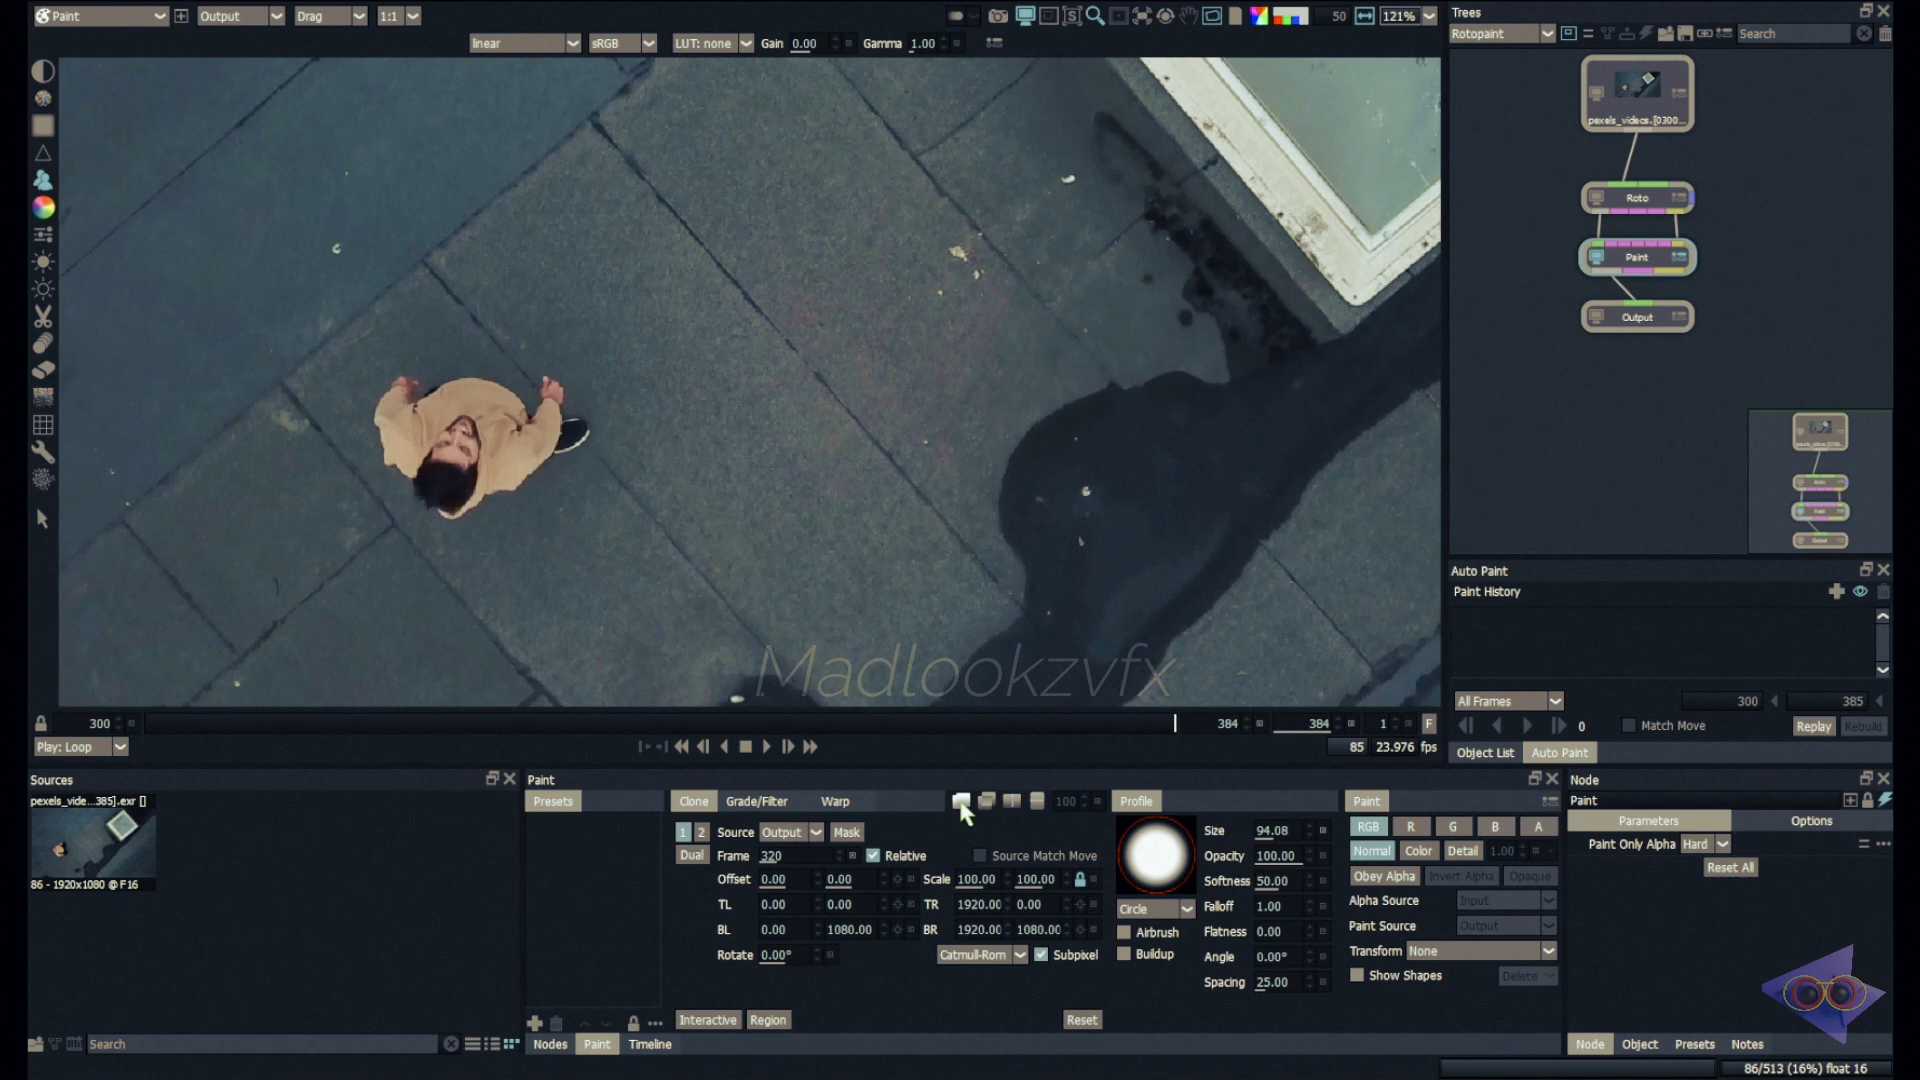 Paint
Output
Drag
1:1
50
121%
linear
sRGB
LUT: none
Gain 0.00
Gamma 1.00
Trees
Rotopaint
Search
pexels_videos.[0300...
Roto
Paint
Output
Madlookzvfx
Auto Paint
Paint History
All Frames
300
385
0
Match Move
Replay
Rebuild
Object List
Auto Paint
300
384
384
1
F
Play: Loop
85
23.976 fps
Sources
pexels_vide...385].exr []
86 - 1920x1080 @ F16
Search
Paint
Presets
Clone
Grade/Filter
Warp
100
1 2
Source Output
Mask
Dual
Frame 320
Relative
Source Match Move
Offset 0.00 0.00
Scale 100.00 100.00
TL 0.00 0.00
TR 1920.00 0.00
BL 0.00 1080.00
BR 1920.00 1080.00
Rotate 0.00°
Catmull-Rom
Subpixel
Interactive
Region
Reset
Nodes
Paint
Timeline
Profile
Circle
Airbrush
Buildup
Size 94.08
Opacity 100.00
Softness 50.00
Falloff 1.00
Flatness 0.00
Angle 0.00°
Spacing 25.00
Paint
RGB R G B A
Normal Color Detail 1.00
Obey Alpha Invert Alpha Opaque
Alpha Source Input
Paint Source Output
Transform None
Show Shapes
Delete
Node
Paint
Parameters
Options
Paint Only Alpha Hard
Reset All
Node
Object
Presets
Notes
86/513 (16%) float 16